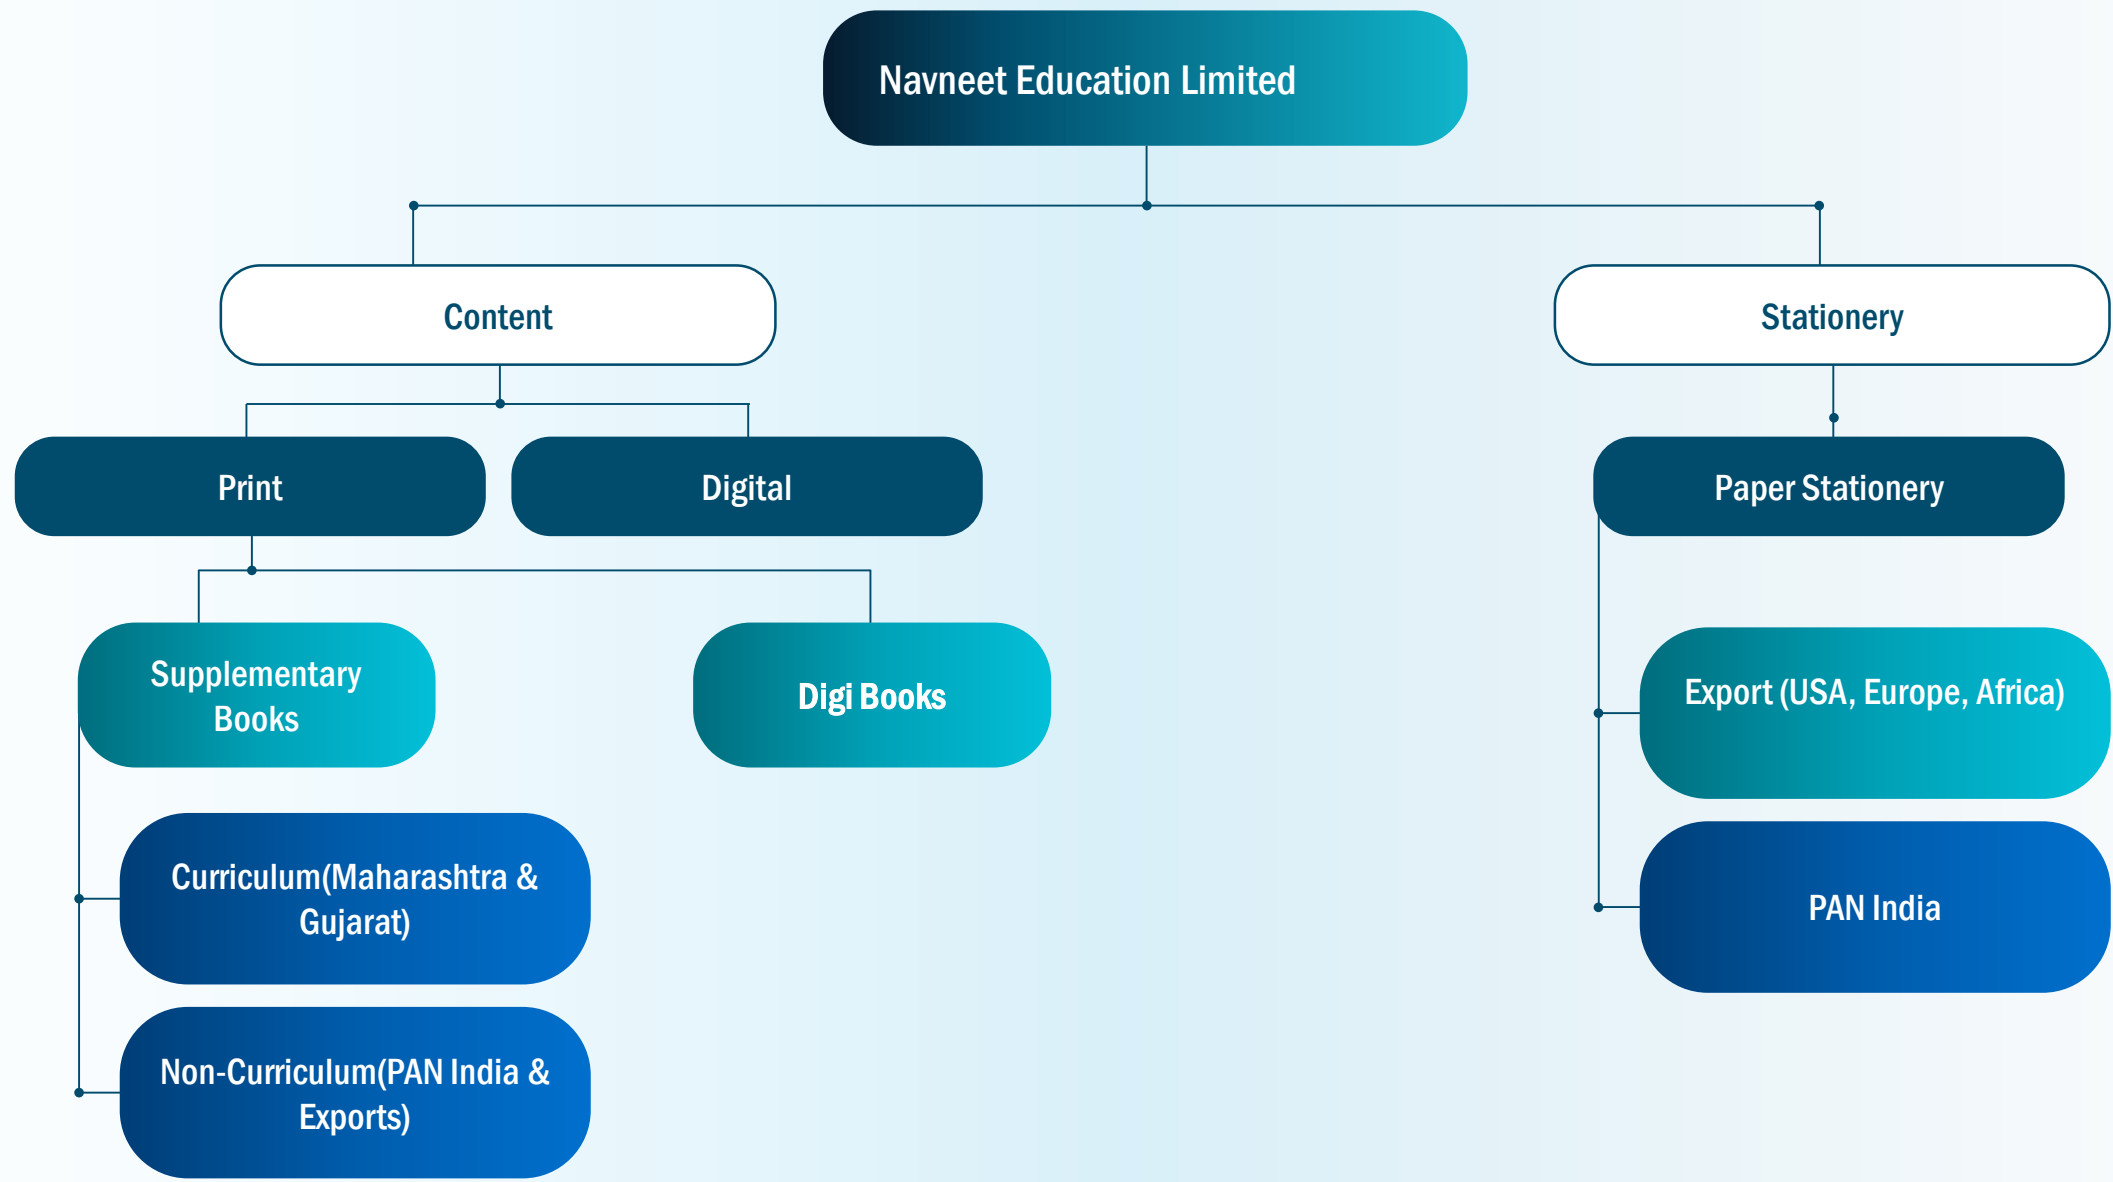 Navneet Education Limited
Content
Stationery
Print
Digital
Paper Stationery
Supplementary
Books
Digi Books
Export (USA, Europe, Africa)
Curriculum(Maharashtra &
Gujarat)
PAN India
Non-Curriculum(PAN India &
Exports)